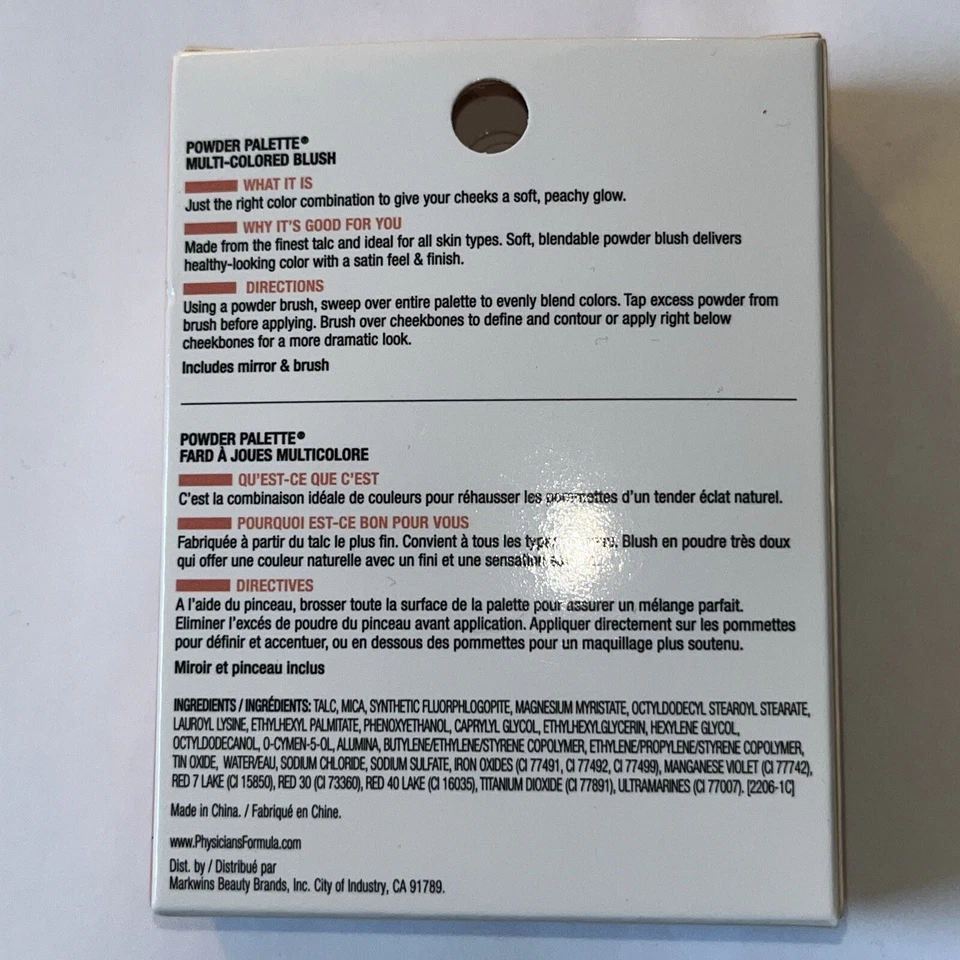 POWDER PALETTE®
MULTI-COLORED BLUSH
WHAT IT IS
Just the right color combination to give your cheeks a soft, peachy glow.
WHY IT'S GOOD FOR YOU
Made from the finest talc and ideal for all skin types. Soft, blendable powder blush delivers
healthy-looking color with a satin feel & finish.
DIRECTIONS
Using a powder brush, sweep over entire palette to evenly blend colors. Tap excess powder from
brush before applying. Brush over cheekbones to define and contour or apply right below
cheekbones for a more dramatic look.
Includes mirror & brush
POWDER PALETTE®
FARD À JOUES MULTICOLORE
QU'EST-CE QUE C'EST
C'est la combinaison idéale de couleurs pour réhausser les pommettes d'un tender éclat naturel.
POURQUOI EST-CE BON POUR VOUS
Fabriquée à partir du talc le plus fin. Convient à tous les Blush en poudre très doux
qui offer une couleur naturelle avec un fini et une sensation
DIRECTIVES
A l'aide du pinceau, brosser toute la surface de la palette pour assurer un mélange parfait.
Eliminer l'excés de poudre du pinceau avant application. Appliquer directement sur les pommettes
pour définir et accentuer, ou en dessous des pommettes pour un maquillage plus soutenu.
Miroir et pinceau inclus
INGREDIENTS / INGRÉDIENTS: TALC, MICA, SYNTHETIC FLUORPHLOGOPITE, MAGNESIUM MYRISTATE, OCTYLDODECYL STEAROYL STEARATE,
LAUROYL LYSINE, ETHYLHEXYL PALMITATE, PHENOXYETHANOL, CAPRYLYL GLYCOL, ETHYLHEXYLGLYCERIN, HEXYLENE GLYCOL,
OCTYLDODECANOL, O-CYMEN-5-OL, ALUMINA, BUTYLENE/ETHYLENE/STYRENE COPOLYMER, ETHYLENE/PROPYLENE/STYRENE COPOLYMER,
TIN OXIDE, WATER/EAU, SODIUM CHLORIDE, SODIUM SULFATE, IRON OXIDES (CI 77491, CI 77492, CI 77499), MANGANESE VIOLET (CI 77742),
RED 7 LAKE (CI 15850), RED 30 (CI 73360), RED 40 LAKE (CI 16035), TITANIUM DIOXIDE (CI 77891), ULTRAMARINES (CI 77007). [2206-1C]
Made in China. / Fabriqué en Chine.
www.PhysiciansFormula.com
Dist. by / Distribué par
Markwins Beauty Brands, Inc. City of Industry, CA 91789.